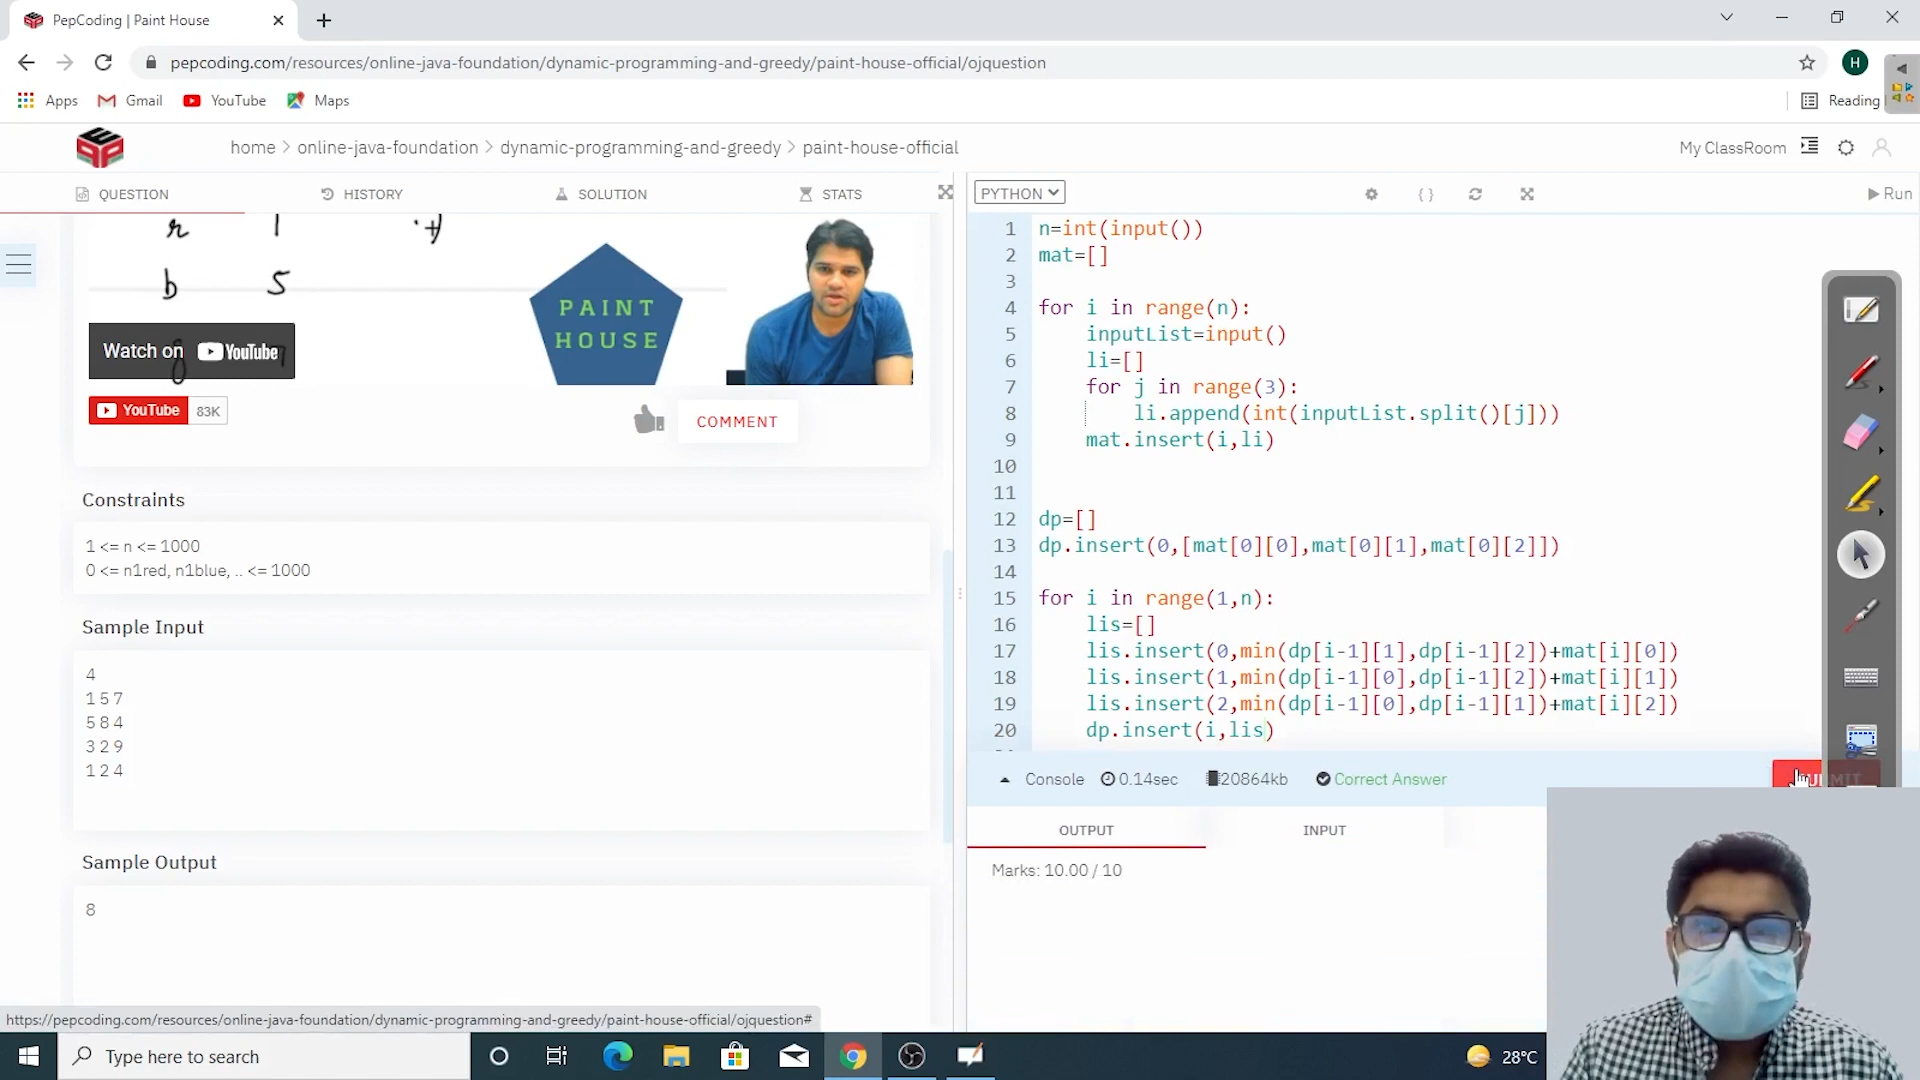 PepCoding | Paint House
pepcoding.com/resources/online-java-foundation/dynamic-programming-and-greedy/paint-house-official/ojquestion
H
Apps
Gmail
YouTube
Maps
Reading
home > online-java-foundation > dynamic-programming-and-greedy > paint-house-official
My ClassRoom
QUESTION
HISTORY
SOLUTION
STATS
PYTHON
Run
r 1
b 5
PAINT
HOUSE
Watch on YouTube
YouTube 83K
COMMENT
Constraints
1 <= n <= 1000
0 <= n1red, n1blue, .. <= 1000
Sample Input
4
1 5 7
5 8 4
3 2 9
1 2 4
Sample Output
8
1 n=int(input())
2 mat=[]
3
4 for i in range(n):
5 inputList=input()
6 li=[]
7 for j in range(3):
8 li.append(int(inputList.split()[j]))
9 mat.insert(i,li)
10
11
12 dp=[]
13 dp.insert(0,[mat[0][0],mat[0][1],mat[0][2]])
14
15 for i in range(1,n):
16 lis=[]
17 lis.insert(0,min(dp[i-1][1],dp[i-1][2])+mat[i][0])
18 lis.insert(1,min(dp[i-1][0],dp[i-1][2])+mat[i][1])
19 lis.insert(2,min(dp[i-1][0],dp[i-1][1])+mat[i][2])
20 dp.insert(i,lis)
Console 0.14sec 20864kb Correct Answer
OUTPUT
INPUT
Marks: 10.00 / 10
https://pepcoding.com/resources/online-java-foundation/dynamic-programming-and-greedy/paint-house-official/ojquestion#
Type here to search
28°C